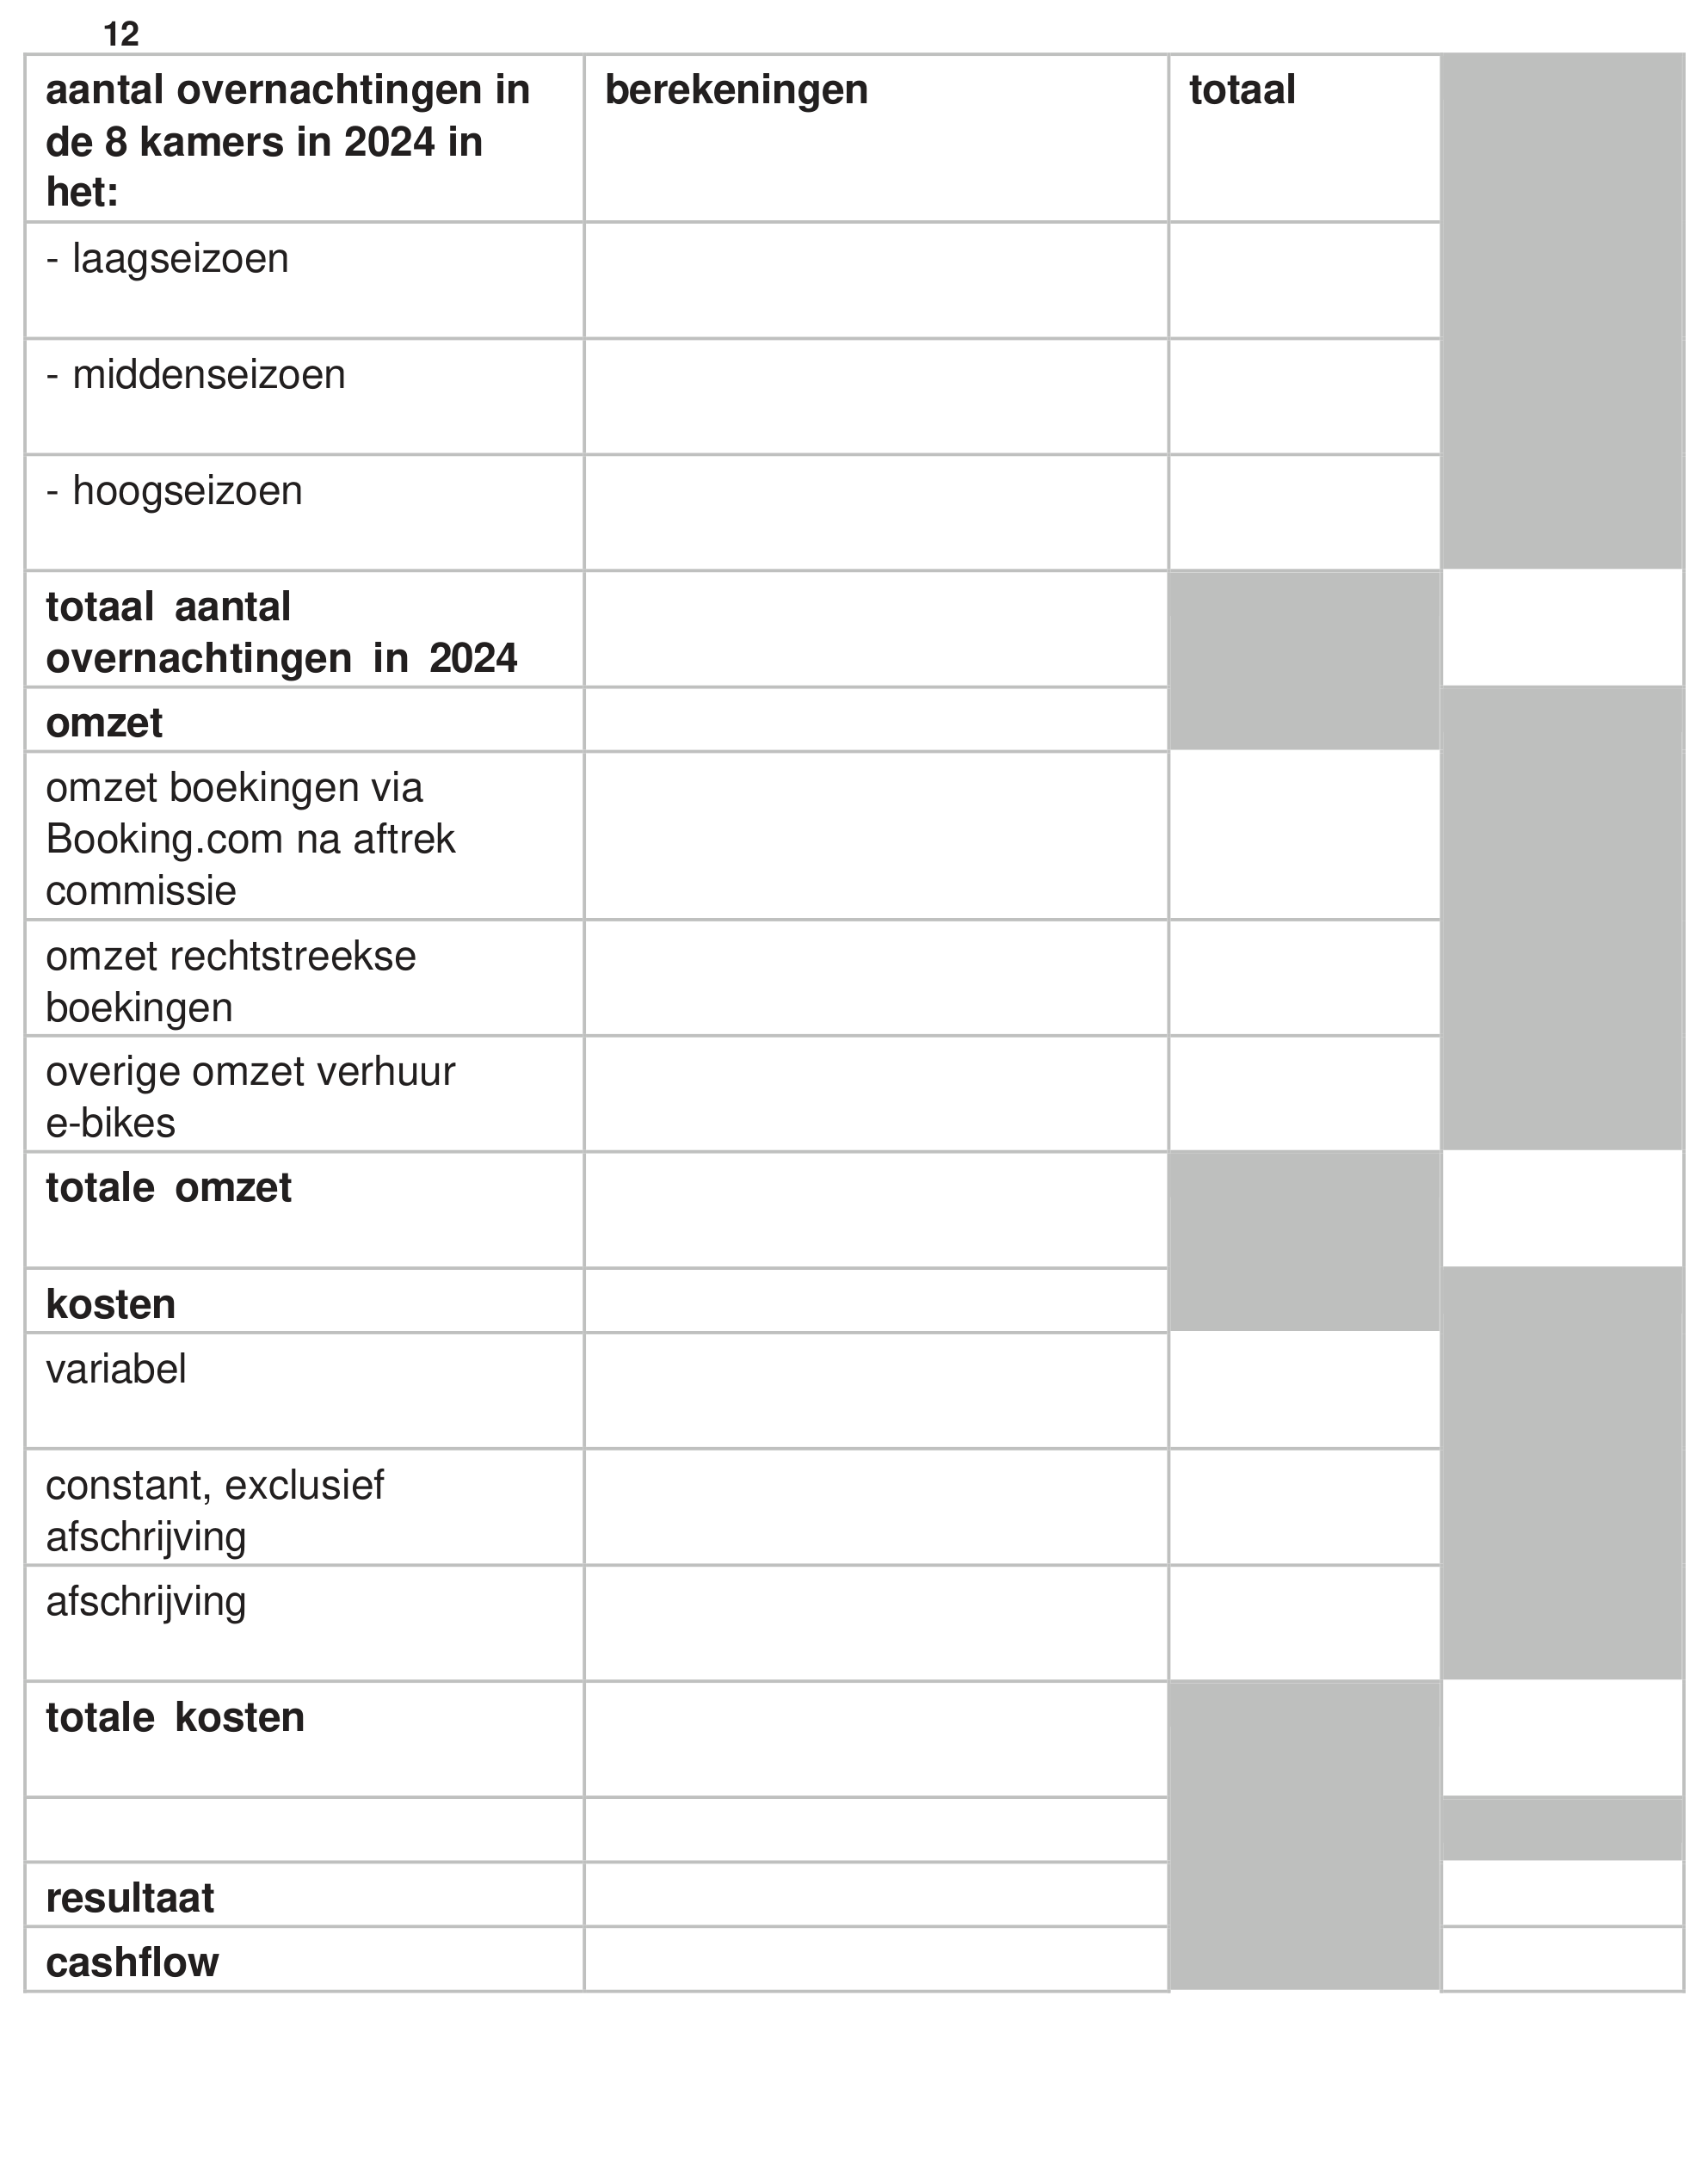 12
aantal overnachtingen in
de 8 kamers in 2024 in
het:
berekeningen
totaal
- laagseizoen
- middenseizoen
- hoogseizoen
totaal aantal
overnachtingen in 2024
omzet
omzet boekingen via
Booking.com na aftrek
commissie
omzet rechtstreekse
boekingen
overige omzet verhuur
e-bikes
totale omzet
kosten
variabel
constant, exclusief
afschrijving
afschrijving
totale kosten
resultaat
cashflow